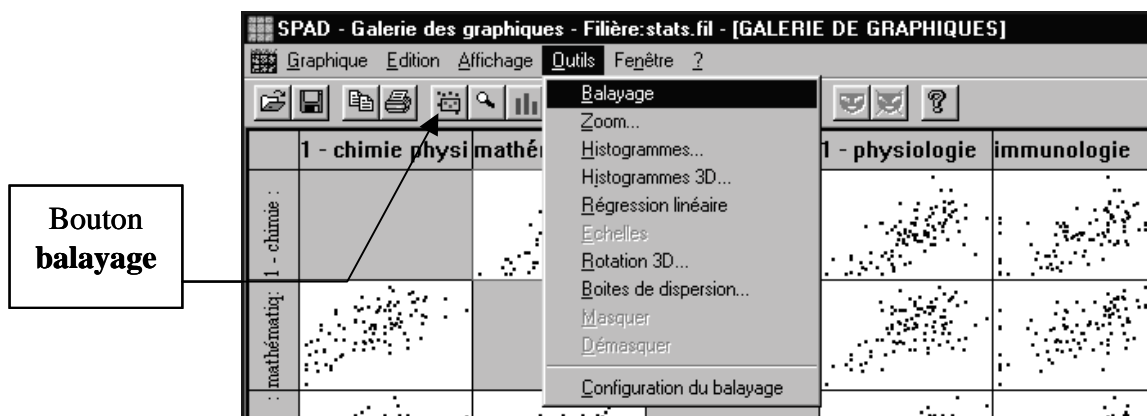 SPAD - Galerie des graphiques - Filière:stats.fil - [GALERIE DE GRAPHIQUES]
Graphique Edition Affichage Outils Fenêtre ?
Balayage
Zoom...
Histogrammes...
Histogrammes 3D...
Régression linéaire
Echelles
Rotation 3D...
Boites de dispersion...
Masquer
Démasquer
Configuration du balayage
1 - chimie physi mathé 1 - physiologie immunologie
1 - chimie :
: mathématiq:
Bouton
balayage